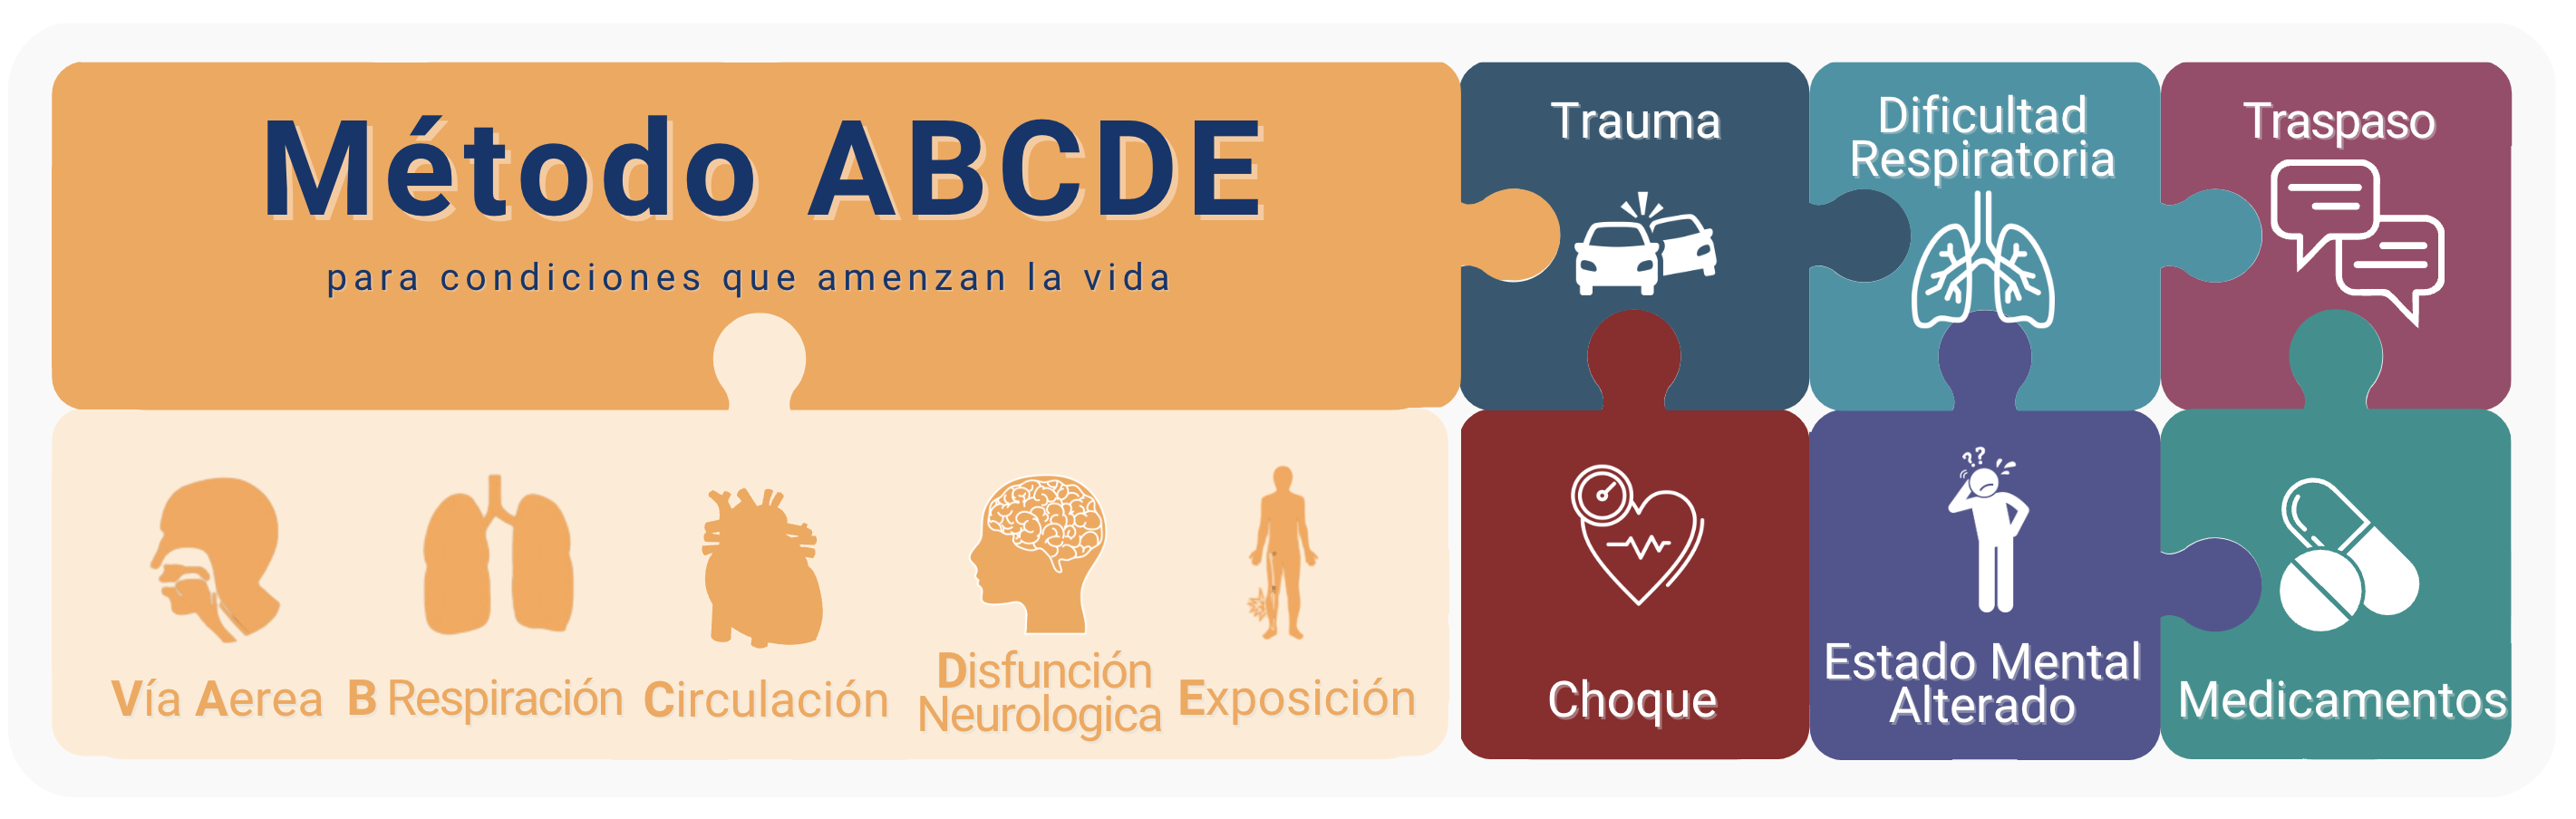 Método ABCDE
para condiciones que amenzan la vida
Vía Aerea
B Respiración
Circulación
Disfunción
Neurologica
Exposición
Trauma
Dificultad
Respiratoria
Traspaso
Choque
??
Estado Mental
Alterado
Medicamentos